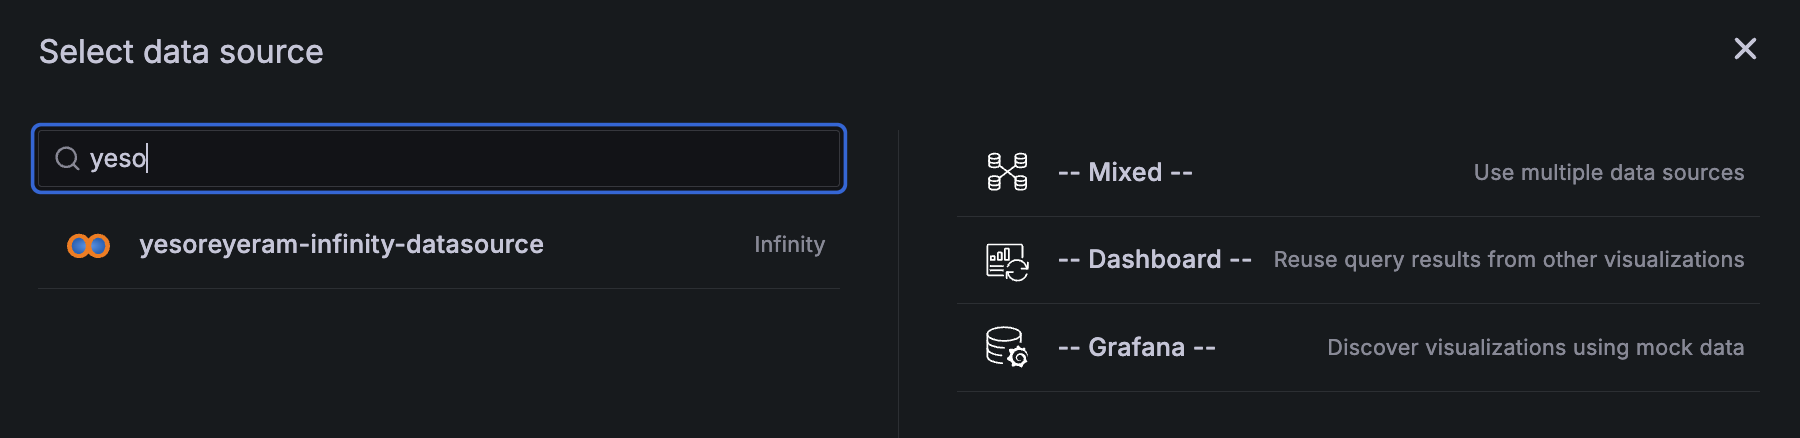 Select data source
yeso
yesoreyeram-infinity-datasource Infinity
-- Mixed -- Use multiple data sources
-- Dashboard -- Reuse query results from other visualizations
-- Grafana -- Discover visualizations using mock data